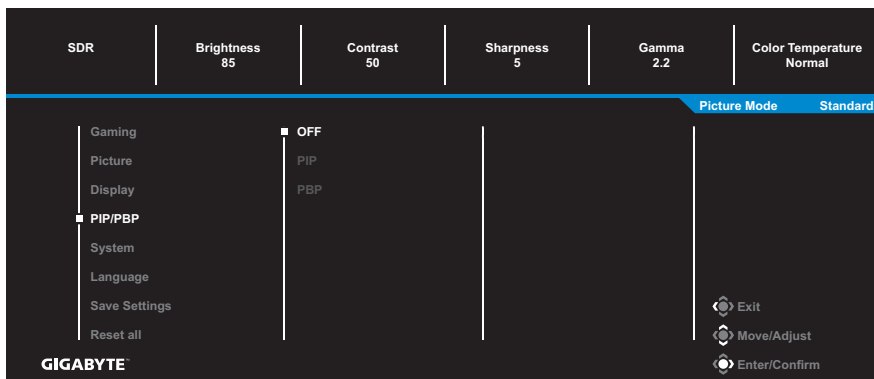 SDR
Brightness
85
Contrast
50
Sharpness
5
Gamma
2.2
Color Temperature
Normal
Picture Mode Standard
Gaming
Picture
Display
PIP/PBP
System
Language
Save Settings
Reset all
OFF
PIP
PBP
Exit
Move/Adjust
Enter/Confirm
GIGABYTE™